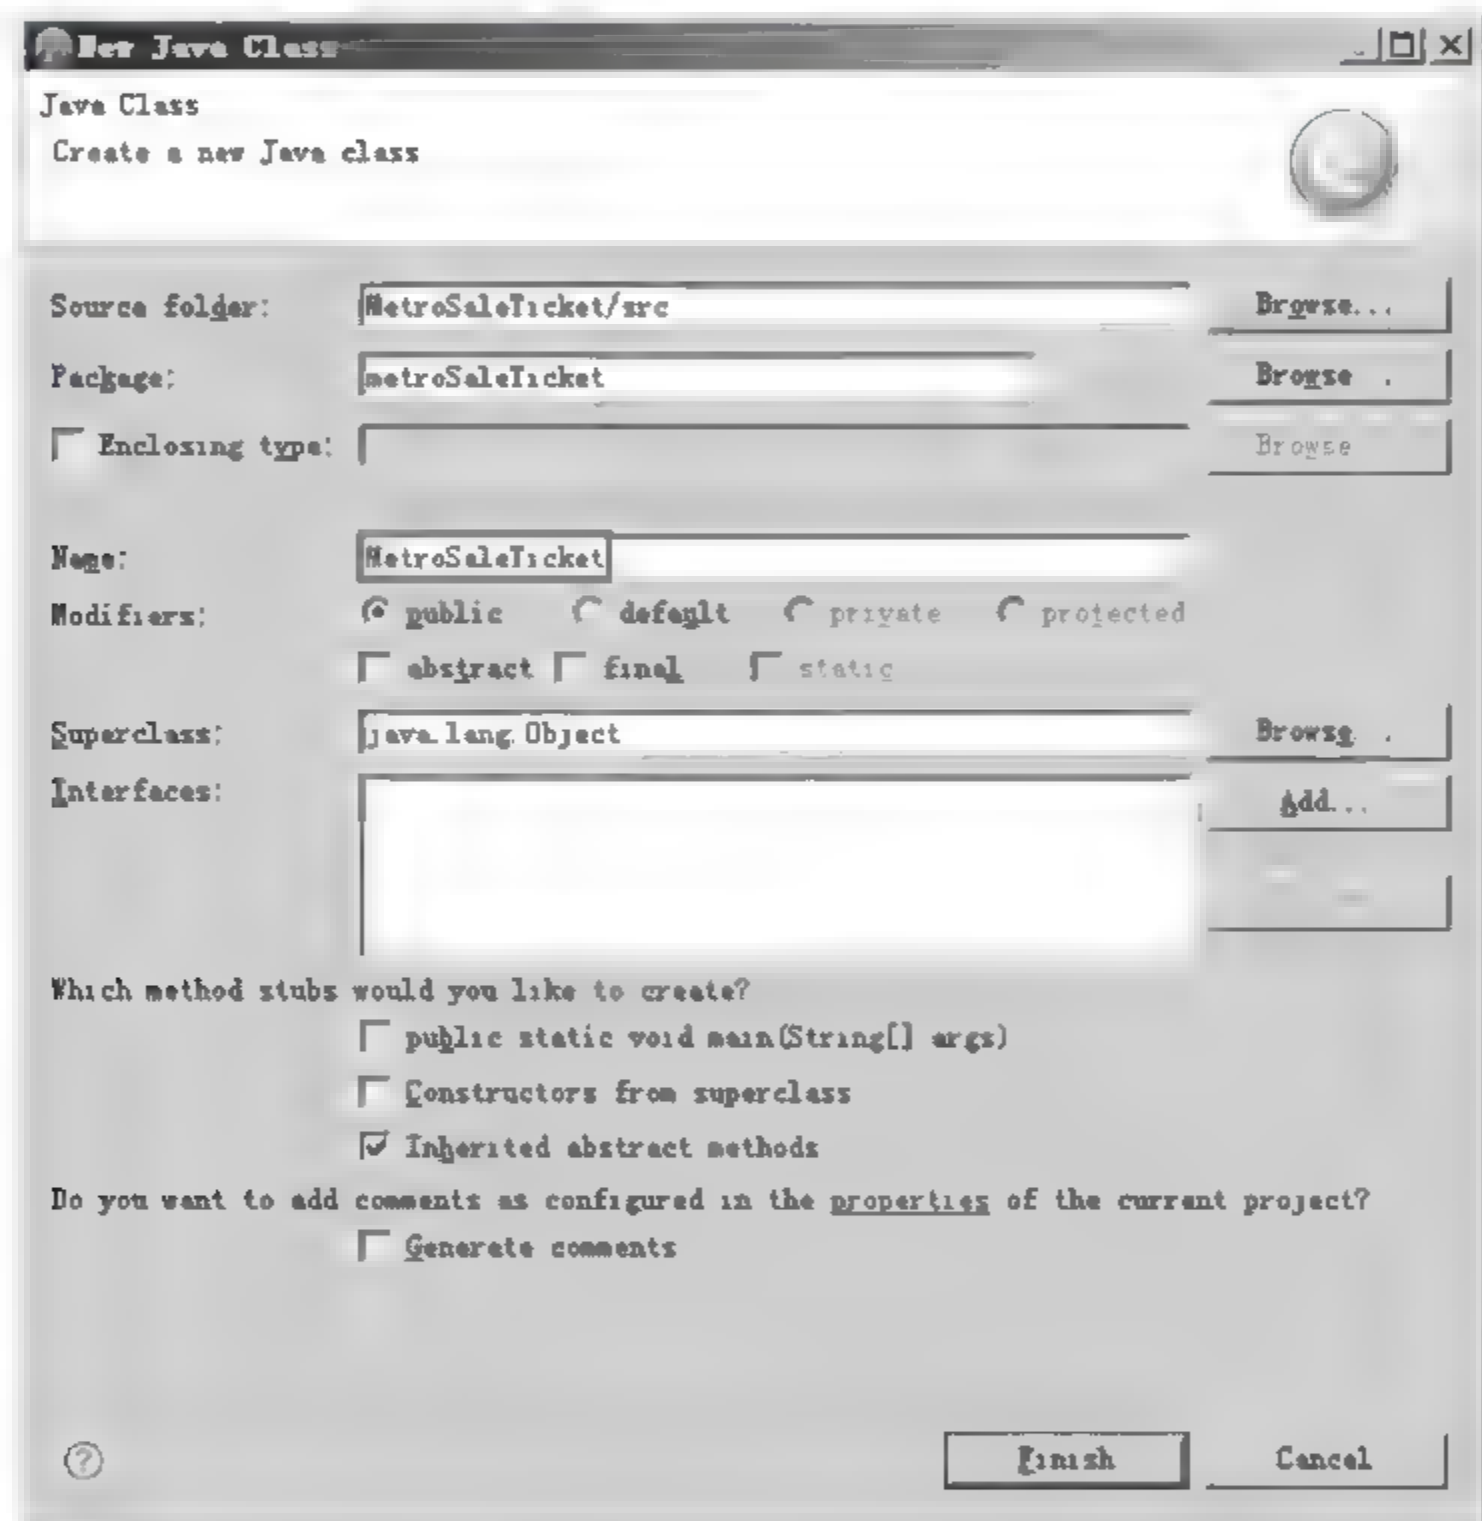 New Java Class
Java Class
Create a new Java class
Source folder: MetroSaleTicket/src Browse...
Package: metroSaleTicket Browse .
Enclosing type: Browse
Name: MetroSaleTicket
Modifiers: public default private protected
abstract final static
Superclass: java.lang.Object Browse .
Interfaces: Add...
Which method stubs would you like to create?
public static void main(String[] args)
Constructors from superclass
Inherited abstract methods
Do you want to add comments as configured in the properties of the current project?
Generate comments
? Finish Cancel